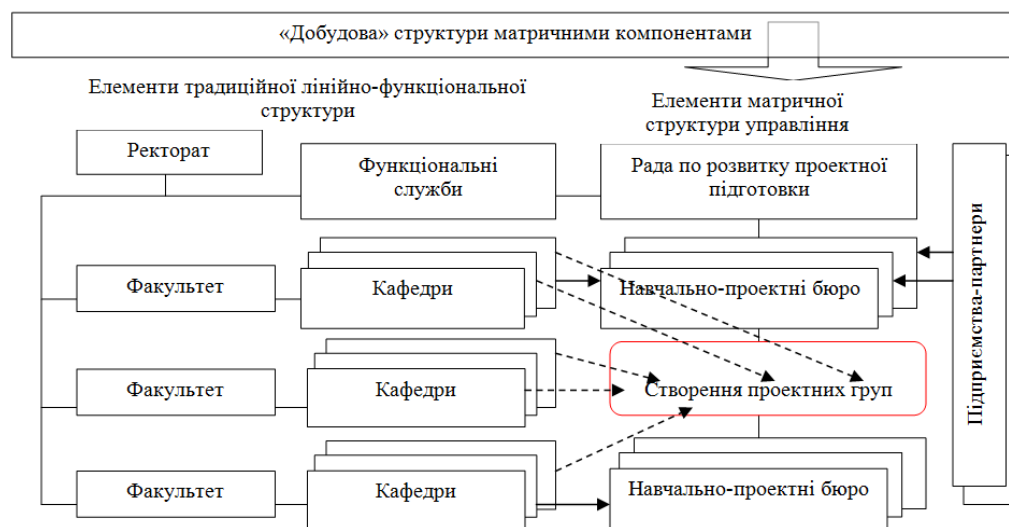 «Добудова» структури матричними компонентами
Елементи традиційної лінійно-функціональної
структури
Елементи матричної
структури управління
Ректорат
Функціональні
служби
Рада по розвитку проектної
підготовки
Підприємства-партнери
Факультет
Кафедри
Навчально-проектні бюро
Факультет
Кафедри
Створення проектних груп
Факультет
Кафедри
Навчально-проектні бюро